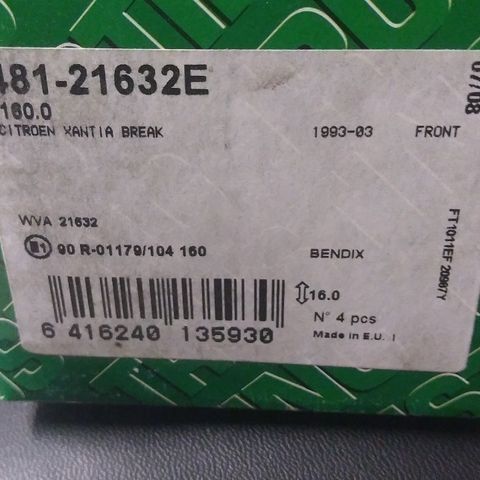 481-21632E
160.0
CITROEN XANTIA BREAK 1993-03 FRONT
07/08
WVA 21632
90 R-01179/104 160 BENDIX
FT1011EF 20907Y
16.0
6 416240 135930
N° 4 pcs
Made in E.U.